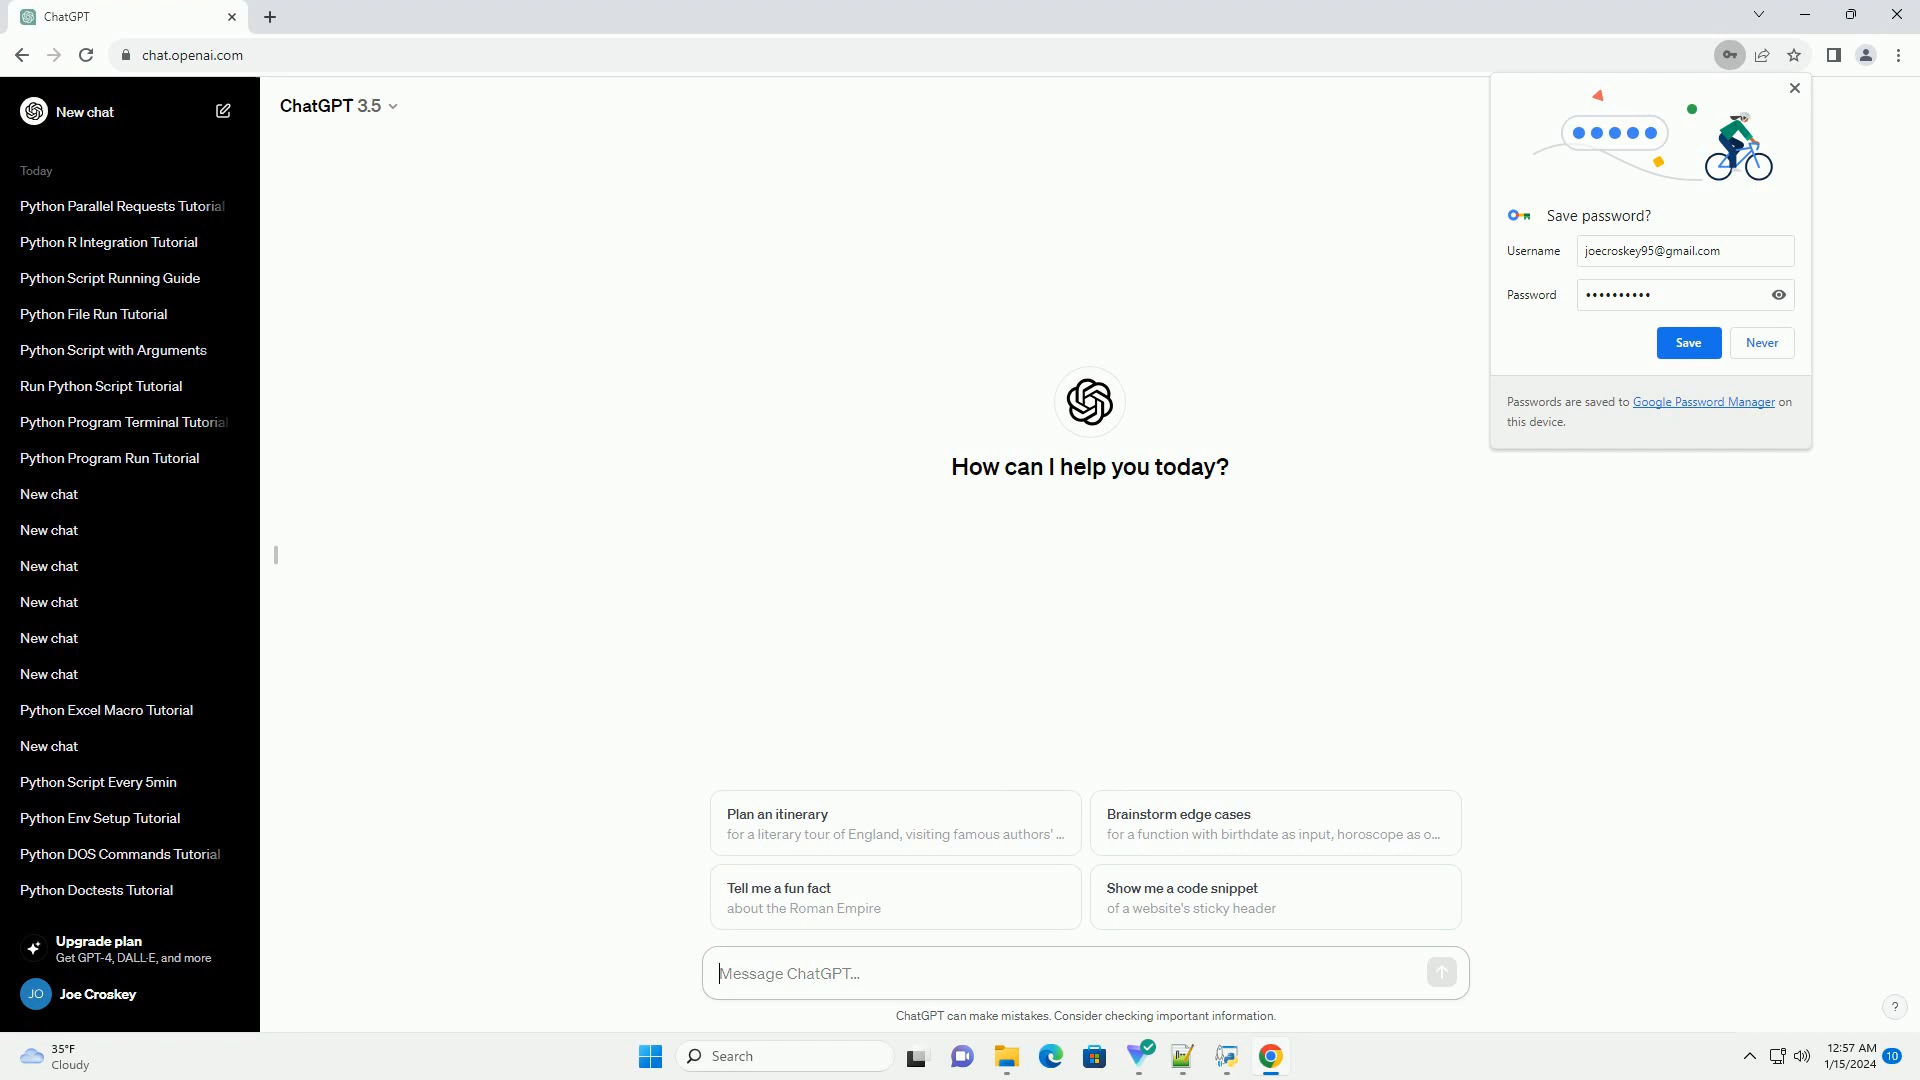 ChatGPT
chat.openai.com
New chat
Today
Python Parallel Requests Tutorial
Python R Integration Tutorial
Python Script Running Guide
Python File Run Tutorial
Python Script with Arguments
Run Python Script Tutorial
Python Program Terminal Tutorial
Python Program Run Tutorial
New chat
New chat
New chat
New chat
New chat
New chat
Python Excel Macro Tutorial
New chat
Python Script Every 5min
Python Env Setup Tutorial
Python DOS Commands Tutorial
Python Doctests Tutorial
Upgrade plan
Get GPT-4, DALL·E, and more
JO Joe Croskey
ChatGPT 3.5
Save password?
Username joecroskey95@gmail.com
Password ••••••••••
Save Never
Passwords are saved to Google Password Manager on
this device.
How can I help you today?
Plan an itinerary
for a literary tour of England, visiting famous authors' ...
Brainstorm edge cases
for a function with birthdate as input, horoscope as o...
Tell me a fun fact
about the Roman Empire
Show me a code snippet
of a website's sticky header
Message ChatGPT...
ChatGPT can make mistakes. Consider checking important information.
?
35°F
Cloudy
Search
12:57 AM
1/15/2024
10